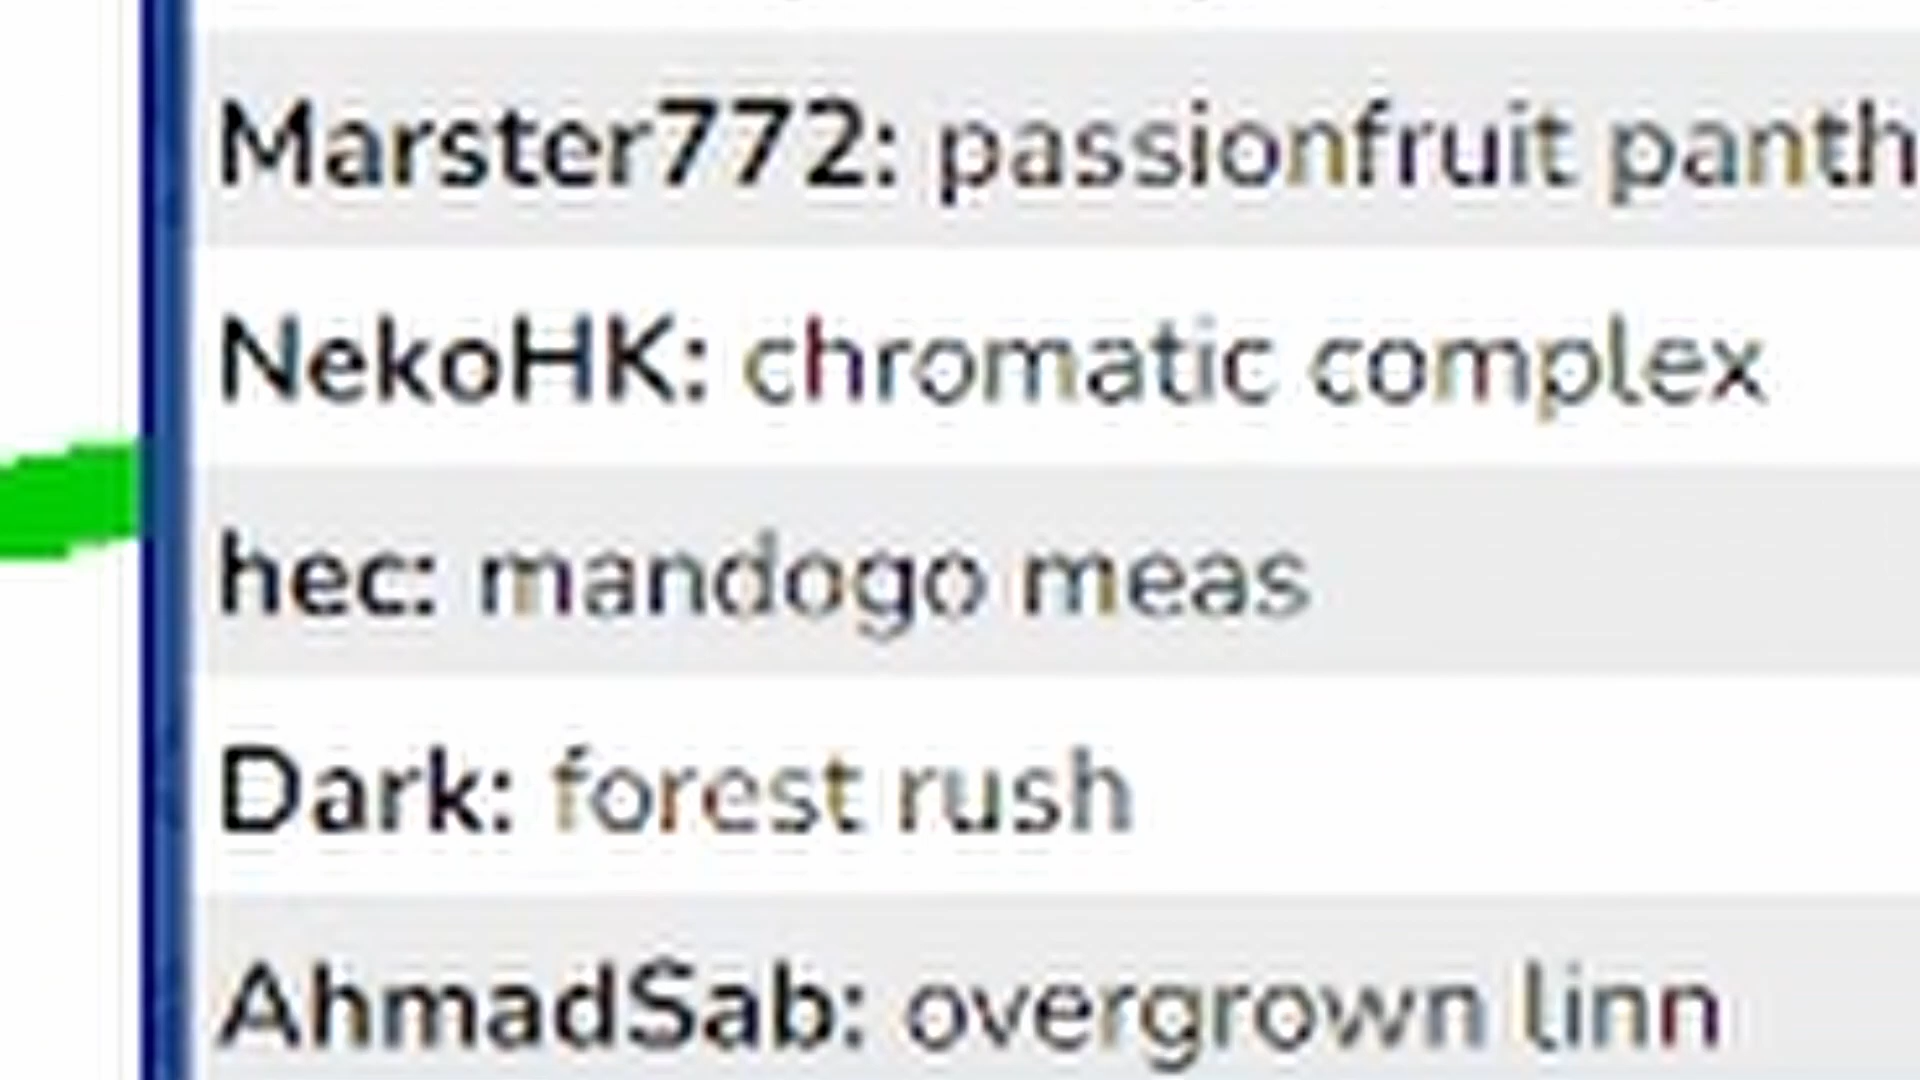 Marster772: passionfruit panth
NekoHK: chromatic complex
hec: mandogo meas
Dark: forest rush
AhmadSab: overgrown linn